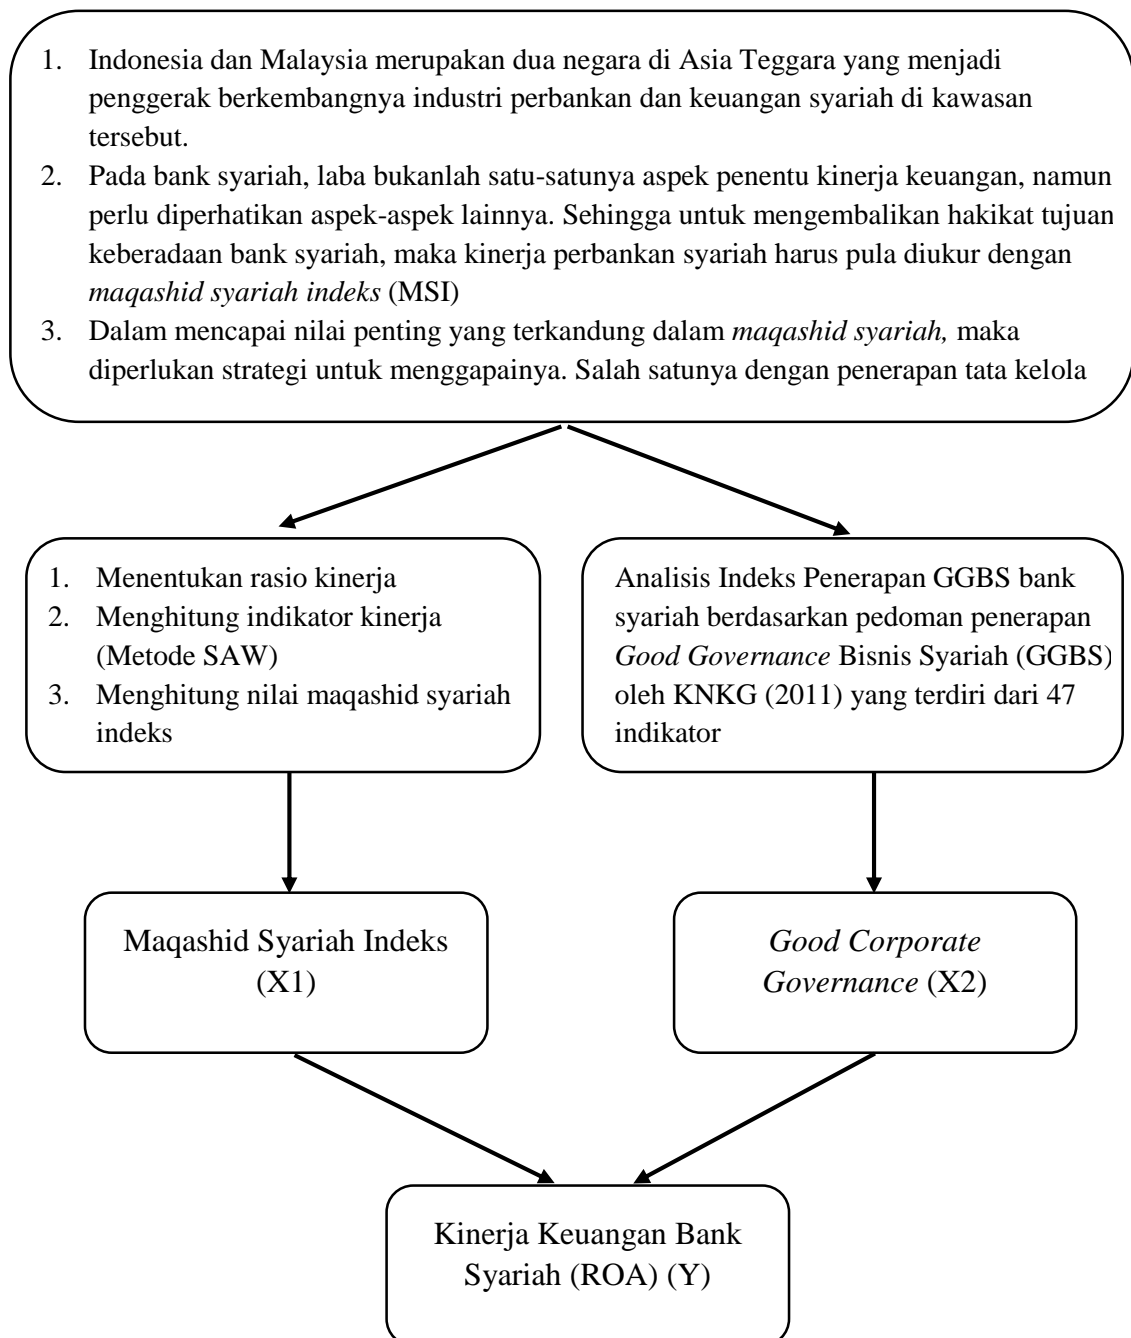 1. Indonesia dan Malaysia merupakan dua negara di Asia Teggara yang menjadi
penggerak berkembangnya industri perbankan dan keuangan syariah di kawasan
tersebut.
2. Pada bank syariah, laba bukanlah satu-satunya aspek penentu kinerja keuangan, namun
perlu diperhatikan aspek-aspek lainnya. Sehingga untuk mengembalikan hakikat tujuan
keberadaan bank syariah, maka kinerja perbankan syariah harus pula diukur dengan
maqashid syariah indeks (MSI)
3. Dalam mencapai nilai penting yang terkandung dalam maqashid syariah, maka
diperlukan strategi untuk menggapainya. Salah satunya dengan penerapan tata kelola
1. Menentukan rasio kinerja
2. Menghitung indikator kinerja
(Metode SAW)
3. Menghitung nilai maqashid syariah
indeks
Analisis Indeks Penerapan GGBS bank
syariah berdasarkan pedoman penerapan
Good Governance Bisnis Syariah (GGBS)
oleh KNKG (2011) yang terdiri dari 47
indikator
Maqashid Syariah Indeks
(X1)
Good Corporate
Governance (X2)
Kinerja Keuangan Bank
Syariah (ROA) (Y)